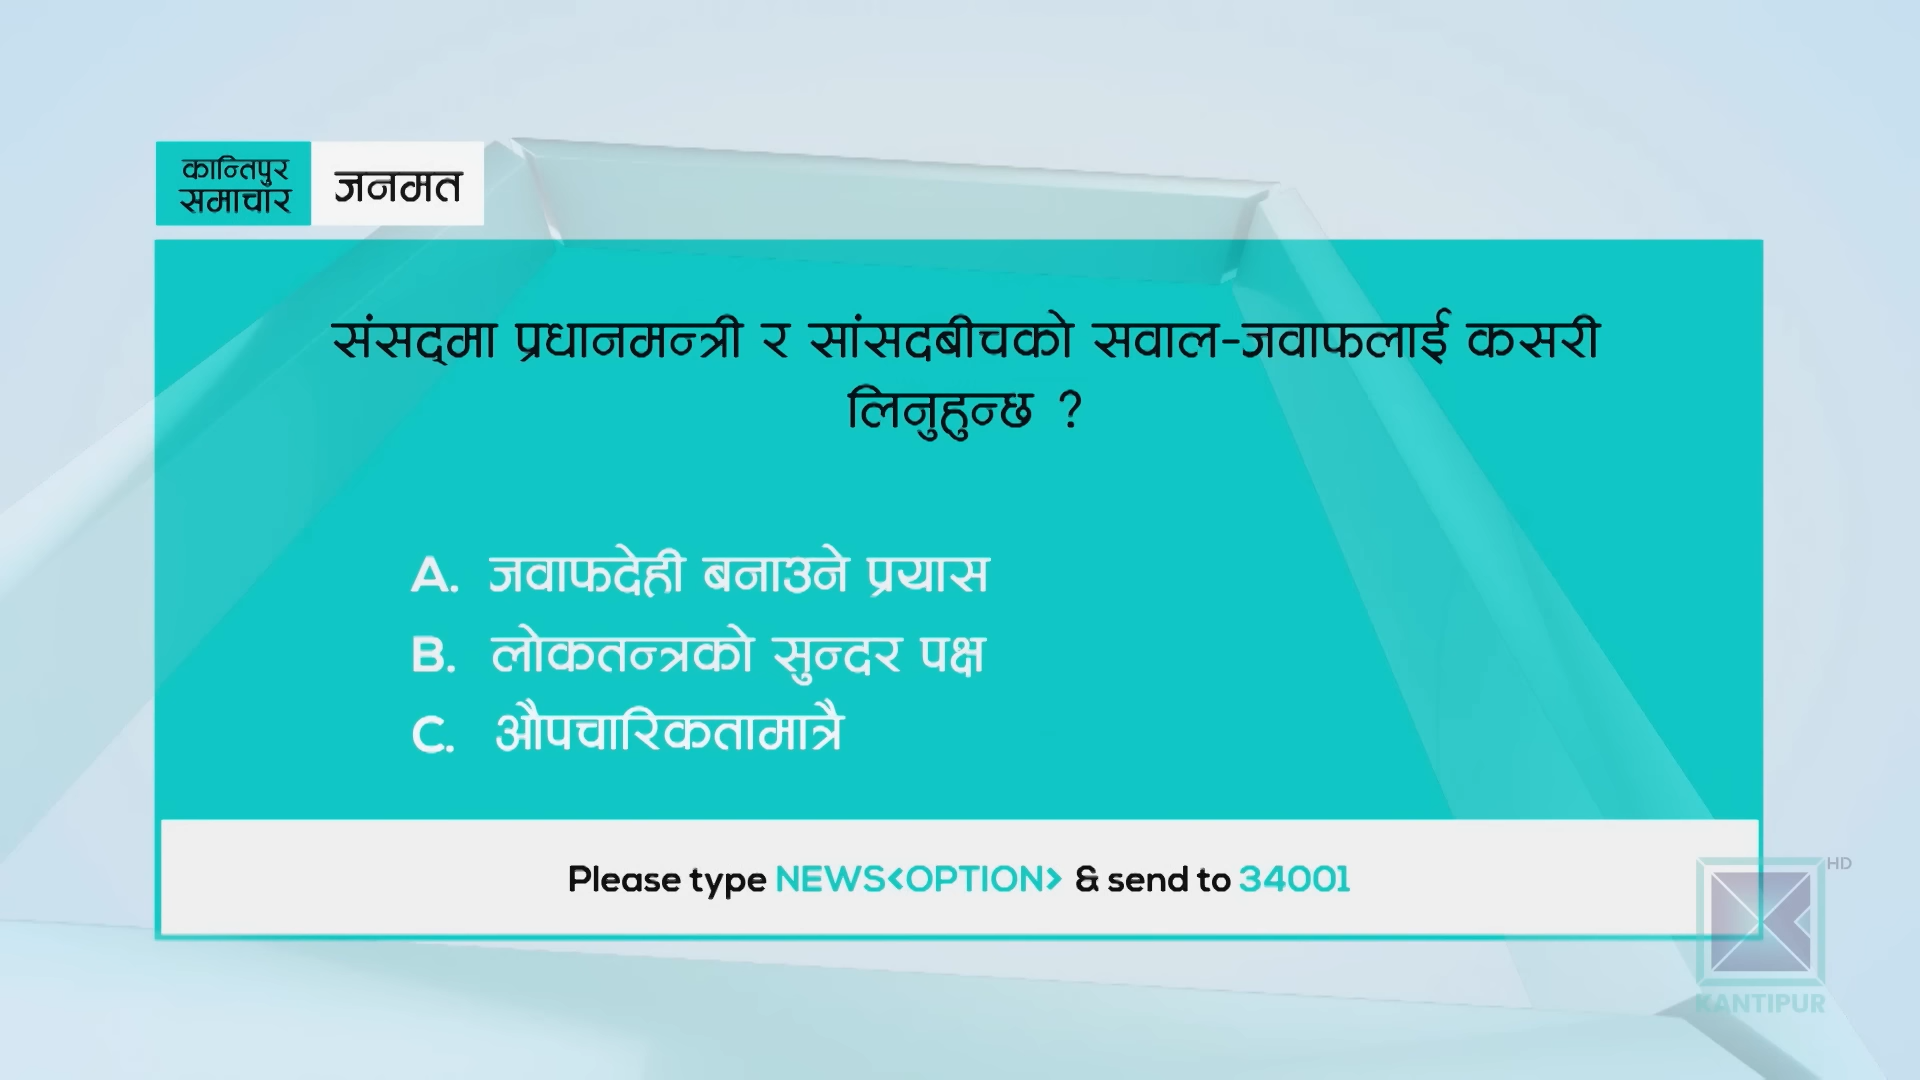 कान्तिपुर
समाचार
जनमत
संसद्‌मा प्रधानमन्त्री र सांसदबीचको सवाल-जवाफलाई कसरी
लिनुहुन्छ ?
A. जवाफदेही बनाउने प्रयास
B. लोकतन्त्रको सुन्दर पक्ष
C. औपचारिकतामात्रै
Please type NEWS<OPTION> & send to 34001
HD
KANTIPUR